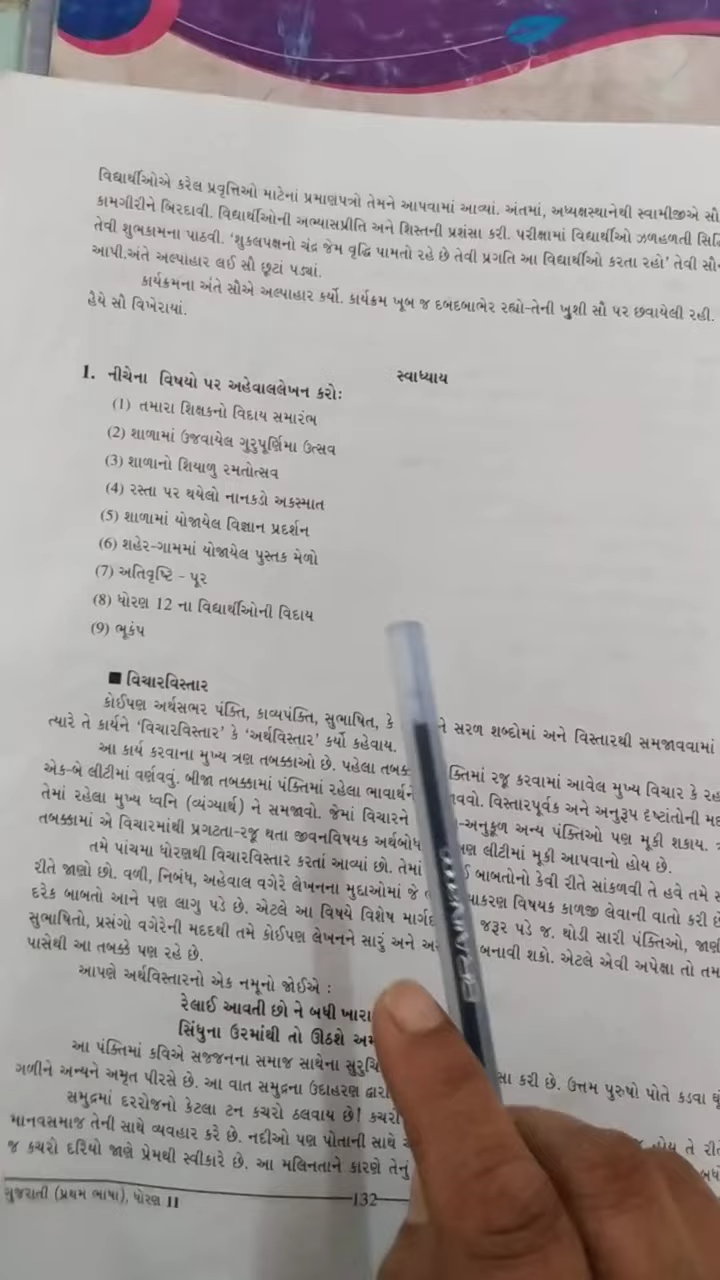 વિદ્યાર્થીઓએ કરેલ પ્રવૃત્તિઓ માટેનાં પ્રમાણપત્રો તેમને આપવામાં આવ્યાં. અંતમાં, અધ્યક્ષસ્થાનેથી સ્વામીજીએ સૌ
કામગીરીને બિરદાવી. વિદ્યાર્થીઓની અભ્યાસપ્રીતિ અને શિસ્તની પ્રશંસા કરી. પરીક્ષામાં વિદ્યાર્થીઓ ઝળહળતી
તેવી શુભકામના પાઠવી. ‘શુકલપક્ષનો ચંદ્ર જેમ વૃદ્ધિ પામતો રહે છે તેવી પ્રગતિ આ વિદ્યાર્થીઓ કરતા રહો’ તેવી
આપી.અંતે અલ્પાહાર લઈ સૌ છૂટાં પડ્યાં.
કાર્યક્રમના અંતે સૌએ અલ્પાહાર કર્યો. કાર્યક્રમ ખૂબ જ દબદબાભેર રહ્યો-તેની ખુશી સૌ પર છવાયેલી રહી.
હૈયે સૌ વિખેરાયાં.
સ્વાધ્યાય
1. નીચેના વિષયો પર અહેવાલલેખન કરો:
(1) તમારા શિક્ષકનો વિદાય સમારંભ
(2) શાળામાં ઉજવાયેલ ગુરુપૂર્ણિમા ઉત્સવ
(3) શાળાનો શિયાળુ રમતોત્સવ
(4) રસ્તા પર થયેલો નાનકડો અકસ્માત
(5) શાળામાં યોજાયેલ વિજ્ઞાન પ્રદર્શન
(6) શહેર-ગામમાં યોજાયેલ પુસ્તક મેળો
(7) અતિવૃષ્ટિ - પૂર
(8) ધોરણ 12 ના વિદ્યાર્થીઓની વિદાય
(9) ભૂકંપ
■ વિચારવિસ્તાર
કોઈપણ અર્થસભર પંક્તિ, કાવ્યપંક્તિ, સુભાષિત, કે ને સરળ શબ્દોમાં અને વિસ્તારથી સમજાવવામાં
ત્યારે તે કાર્યને ‘વિચારવિસ્તાર’ કે ‘અર્થવિસ્તાર’ કર્યો કહેવાય.
આ કાર્ય કરવાના મુખ્ય ત્રણ તબક્કાઓ છે. પહેલા રજૂ કરવામાં આવેલ મુખ્ય વિચાર કે
એક-બે લીટીમાં વર્ણવવું. બીજા તબક્કામાં પંક્તિમાં રહેલા ભાવાર્થને વિસ્તારપૂર્વક અને અનુરૂપ દૃષ્ટાંતોની
તેમાં રહેલા મુખ્ય ધ્વનિ (વ્યંગ્યાર્થ) ને સમજાવો. જેમાં વિચારને -અનુકૂળ અન્ય પંક્તિઓ પણ મૂકી શકાય.
તબક્કામાં એ વિચારમાંથી પ્રગટતા-રજૂ થતા જીવનવિષયક અર્થબોધ લીટીમાં મૂકી આપવાનો હોય છે.
તમે પાંચમા ધોરણથી વિચારવિસ્તાર કરતાં આવ્યાં છો. તેમાં બાબતોનો કેવી રીતે સાંકળવી તે હવે તમે
રીતે જાણો છો. વળી, નિબંધ, અહેવાલ વગેરે લેખનના મુદ્દાઓમાં જે વિષયક કાળજી લેવાની વાતો કરી
દરેક બાબતો આને પણ લાગુ પડે છે. એટલે આ વિષયે વિશેષ જરૂર પડે જ. થોડી સારી પંક્તિઓ,
સુભાષિતો, પ્રસંગો વગેરેની મદદથી તમે કોઈપણ લેખનને સારું અને બનાવી શકો. એટલે એવી અપેક્ષા તો
પાસેથી આ તબક્કે પણ રહે છે.
આપણે અર્થવિસ્તારનો એક નમૂનો જોઈએ :
રેલાઈ આવતી છો ને બધી
સિંધુના ઉરમાંથી તો ઊઠશે
આ પંક્તિમાં કવિએ સજ્જનના સમાજ સાથેના કરી છે. ઉત્તમ પુરુષો પોતે કડવા
ગળીને અન્યને અમૃત પીરસે છે. આ વાત સમુદ્રના ઉદાહરણ દ્વારા
સમુદ્રમાં દરરોજનો કેટલા ટન કચરો ઠલવાય છે! કચરો હોય તે
માનવસમાજ તેની સાથે વ્યવહાર કરે છે. નદીઓ પણ પોતાની સાથે
જ કચરો દરિયો જાણે પ્રેમથી સ્વીકારે છે. આ મલિનતાને કારણે તેનું
ગુજરાતી (પ્રથમ ભાષા), ધોરણ 11
132